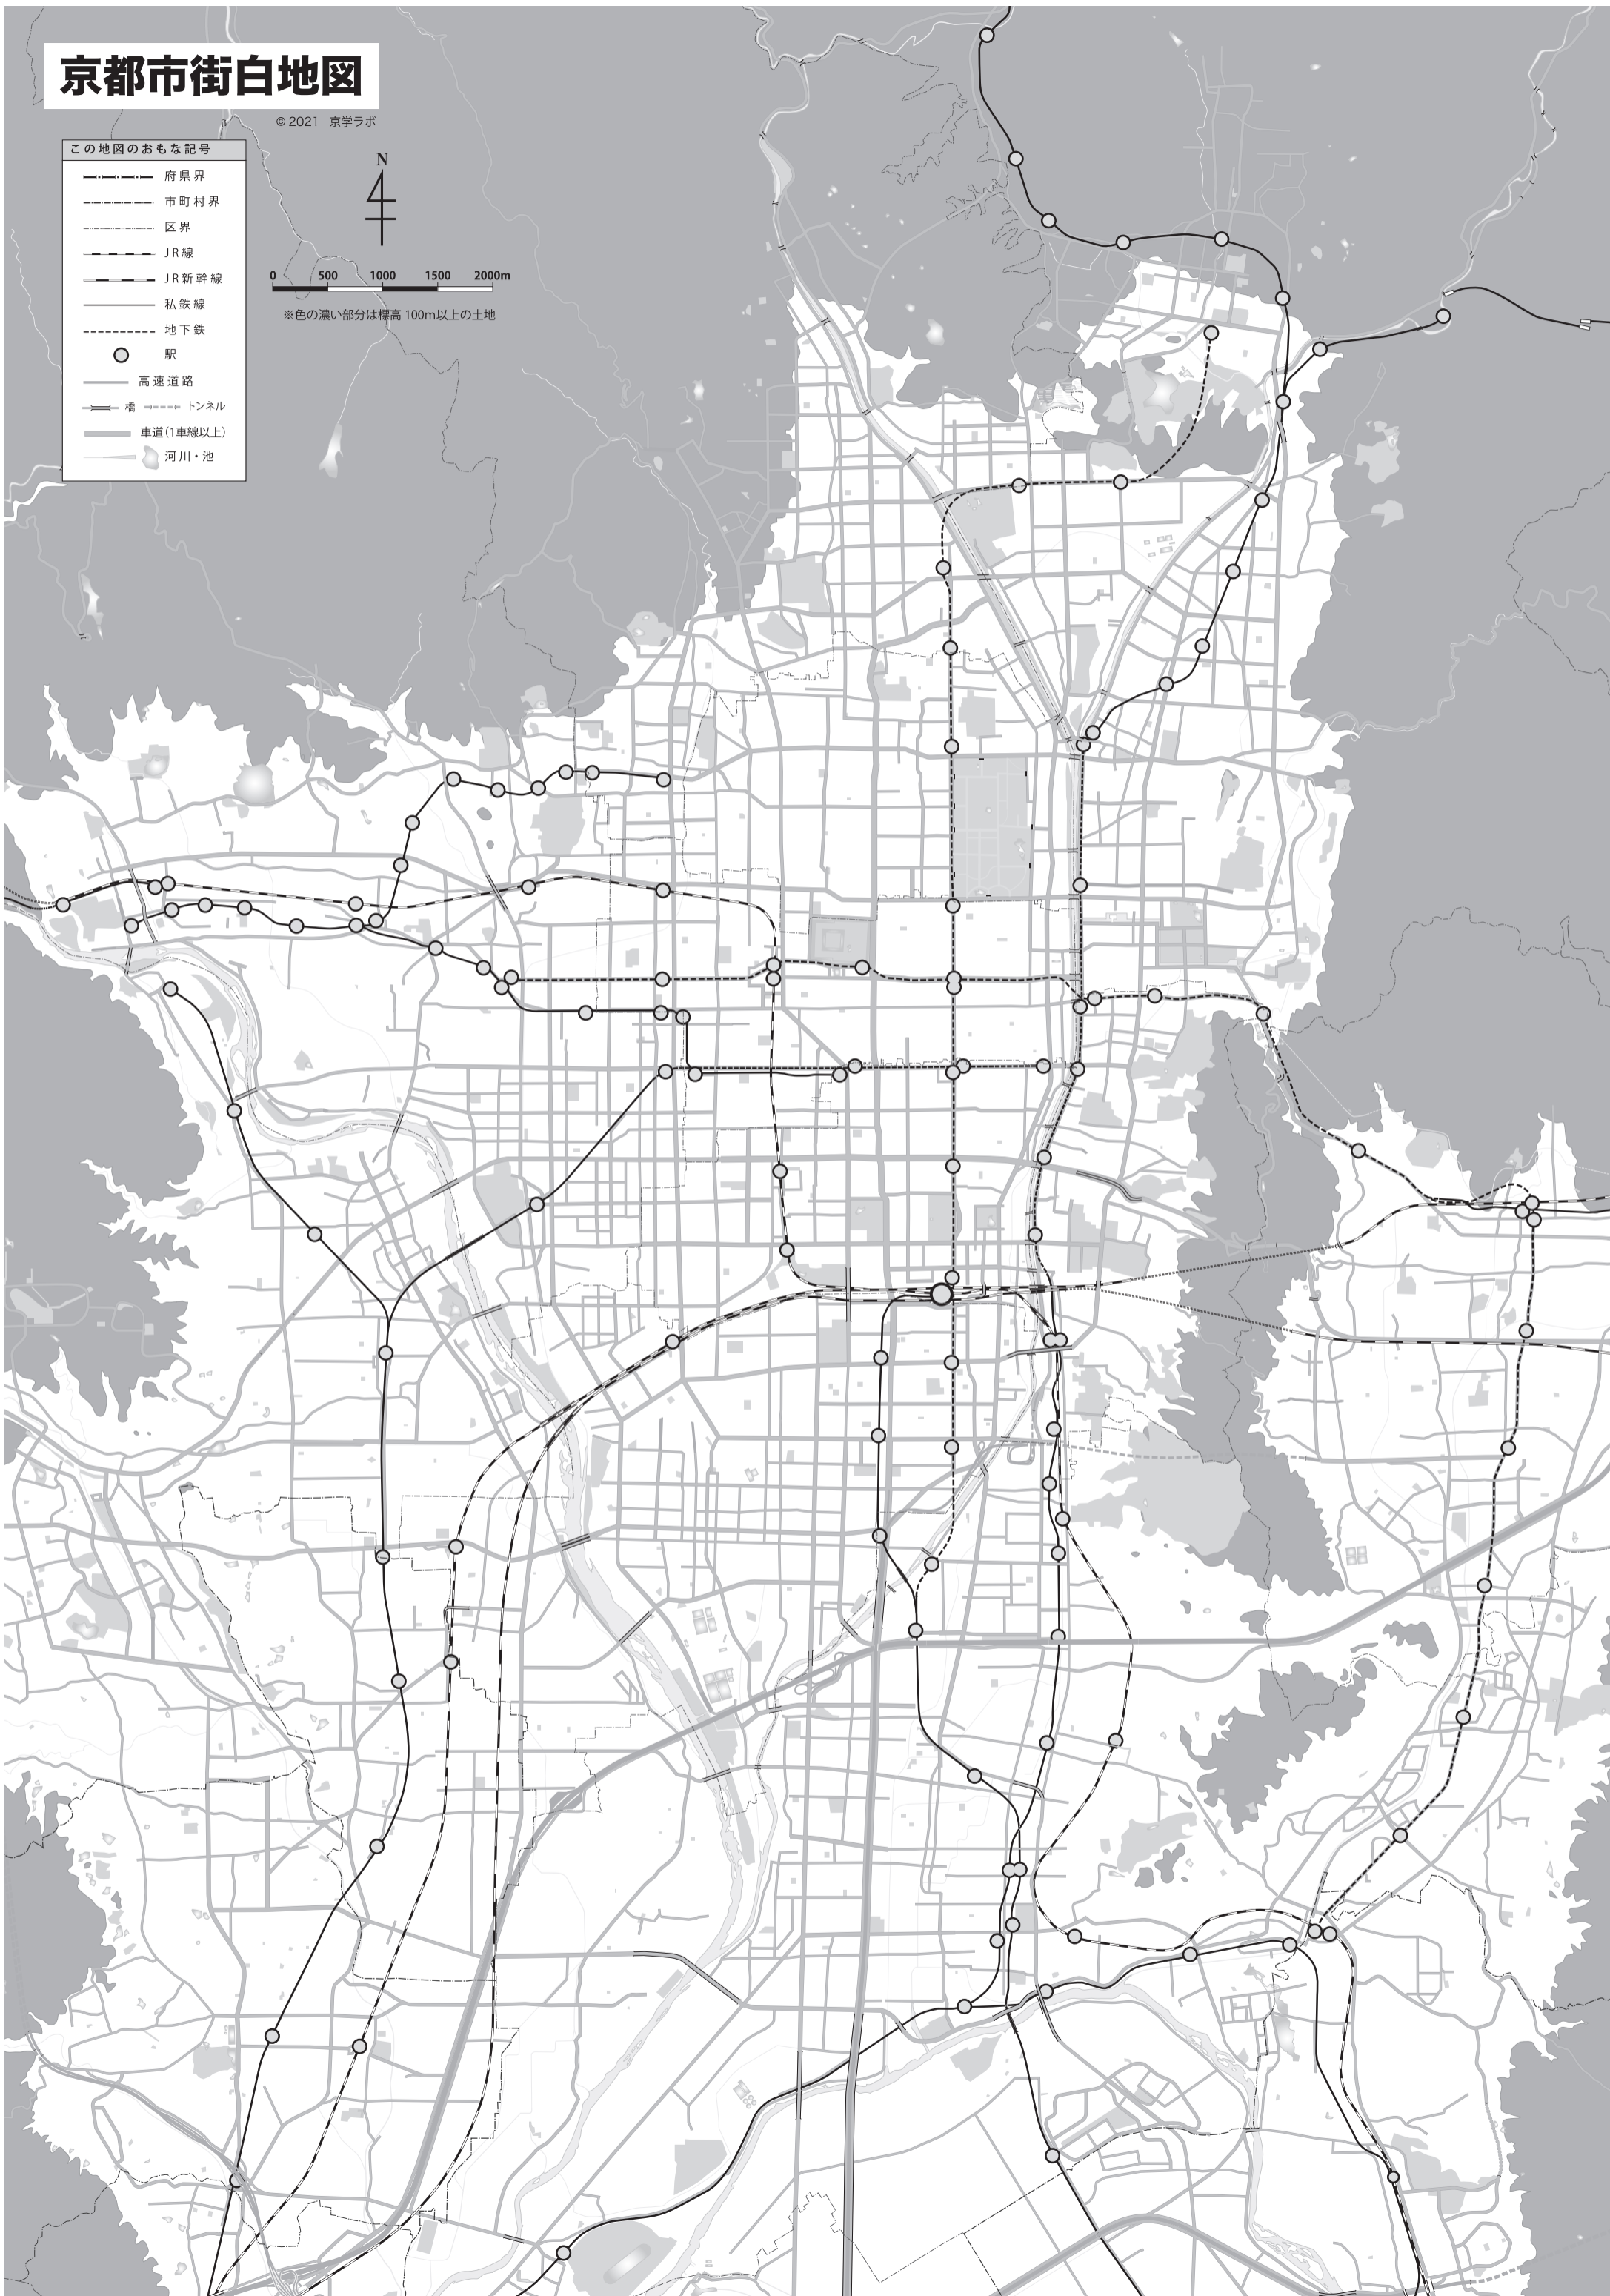 京都市街白地図
© 2021 京学ラボ
この地図のおもな記号
府県界
市町村界
区界
JR線
JR新幹線
私鉄線
地下鉄
駅
高速道路
橋 トンネル
車道(1車線以上)
河川・池
N
0 500 1000 1500 2000m
※色の濃い部分は標高 100m以上の土地